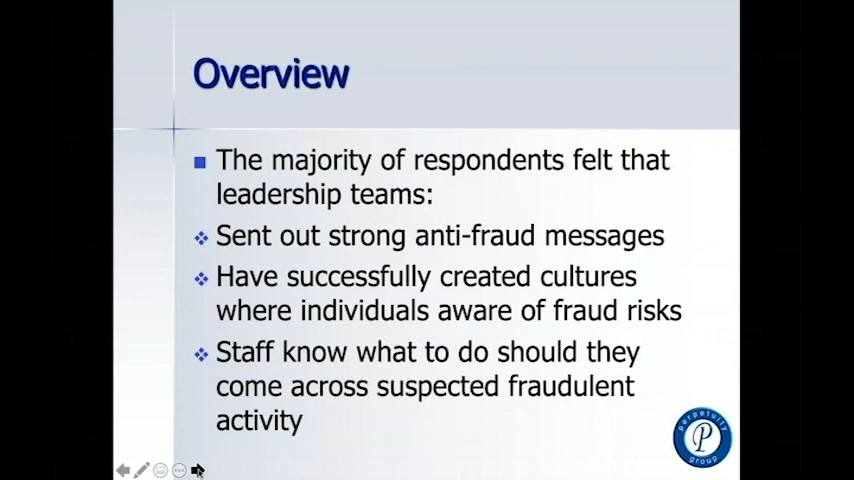 Overview
The majority of respondents felt that
leadership teams:
Sent out strong anti-fraud messages
Have successfully created cultures
where individuals aware of fraud risks
Staff know what to do should they
come across suspected fraudulent
activity
perpetuity
P
group